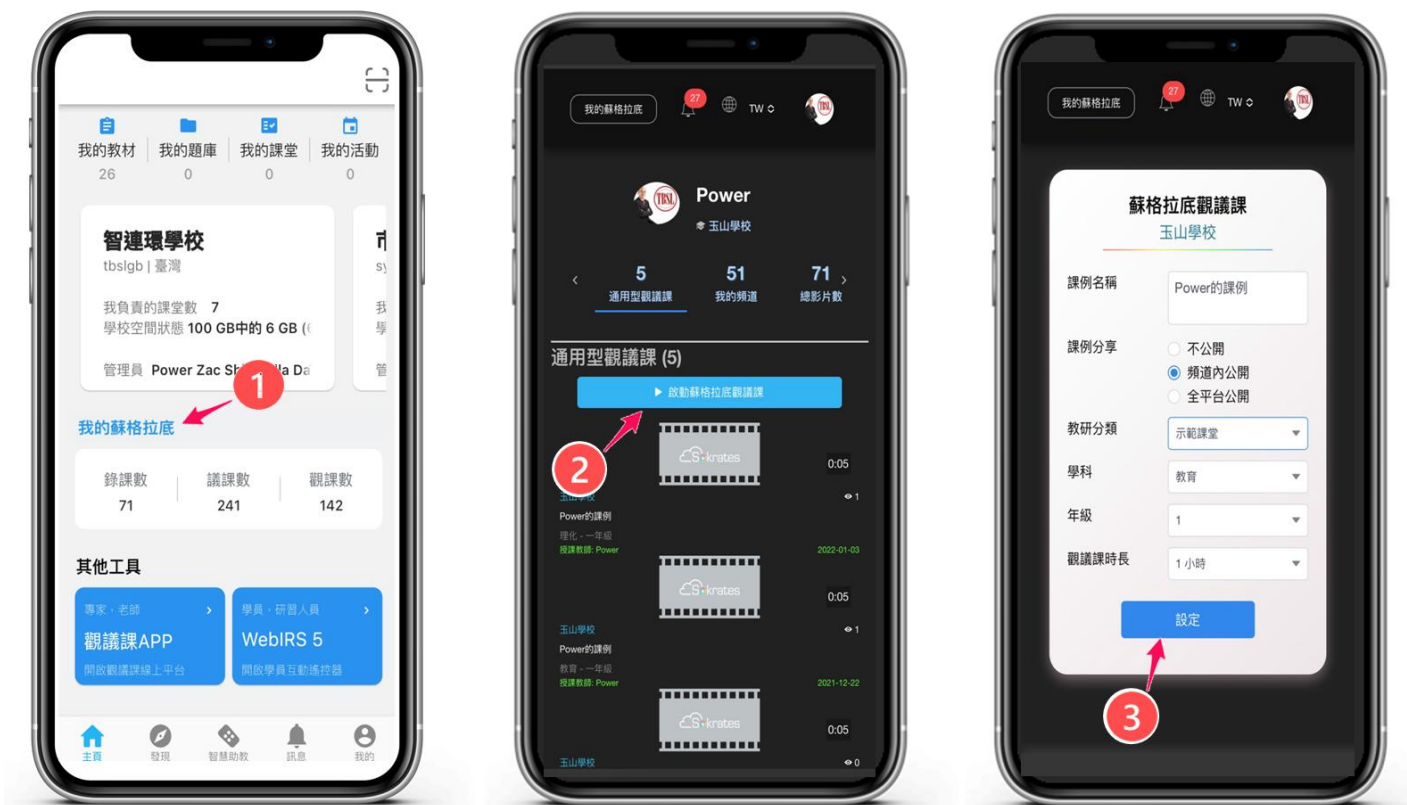 我的教材 我的題庫 我的課堂 我的活動
26 0 0 0
智連環學校
tbslgb | 臺灣
我負責的課堂數 7
學校空間狀態 100 GB中的 6 GB (
管理員 Power Zac
1
我的蘇格拉底
錄課數 議課數 觀課數
71 241 142
其他工具
專家・老師 >
觀議課APP
開啟觀議課線上平台
學員・研習人員 >
WebIRS 5
開啟學員互動遙控器
主頁 發現 智慧助教 訊息 我的
我的蘇格拉底 27 TW
TBSL
Power
玉山學校
5 51 71
通用型觀議課 我的頻道 總影片數
通用型觀議課 (5)
啟動蘇格拉底觀議課
2
Sokrates
0:05
玉山學校 1
Power的課例
理化 - 一年級
授課教師: Power 2022-01-03
Sokrates
0:05
玉山學校 1
Power的課例
教育 - 一年級
授課教師: Power 2021-12-22
Sokrates
0:05
玉山學校 0
我的蘇格拉底 27 TW
蘇格拉底觀議課
玉山學校
課例名稱 Power的課例
課例分享 不公開
頻道內公開
全平台公開
教研分類 示範課堂
學科 教育
年級 1
觀議課時長 1 小時
設定
3